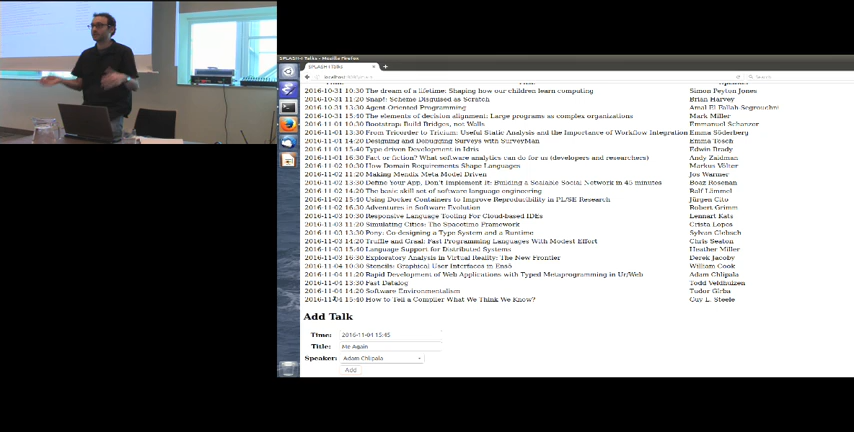 SPLASH-I Talks - Mozilla Firefox
SPLASH-I Talks
Search
2016-10-31 10:30 The dream of a lifetime: Shaping how our children learn computing Simon Peyton Jones
2016-10-31 11:20 Snap!: Scheme Disguised as Scratch Brian Harvey
2016-10-31 13:30 Agent Oriented Programming Amal El Fallah Segrouchni
2016-10-31 15:40 The elements of decision alignment: Large programs as complex organizations Mark Miller
2016-11-01 10:30 Bootstrap: Build Bridges, not Walls Emmanuel Schanzer
2016-11-01 13:30 From Tricorder to Tricium: Useful Static Analysis and the Importance of Workflow Integration Emma Söderberg
2016-11-01 14:20 Designing and Debugging Surveys with SurveyMan Emma Tosch
2016-11-01 15:40 Type driven Development in Idris Edwin Brady
2016-11-01 16:30 Fact or fiction? What software analytics can do for us (developers and researchers) Andy Zaidman
2016-11-02 10:30 How Domain Requirements Shape Languages Markus Völter
2016-11-02 11:20 Making Mendix Meta Model Driven Jos Warmer
2016-11-02 13:30 Define Your App, Don't Implement It: Building a Scalable Social Network in 45 minutes Boaz Rosenan
2016-11-02 14:20 The basic skill set of software language engineering Ralf Lämmel
2016-11-02 15:40 Using Docker Containers to Improve Reproducibility in PL/SE Research Jürgen Cito
2016-11-02 16:30 Adventures in Software Evolution Robert Grimm
2016-11-03 10:30 Responsive Language Tooling For Cloud-based IDEs Lennart Kats
2016-11-03 11:20 Simulating Cities: The Spacetime Framework Crista Lopes
2016-11-03 13:30 Pony: Co-designing a Type System and a Runtime Sylvan Clebsch
2016-11-03 14:20 Truffle and Graal: Fast Programming Languages With Modest Effort Chris Seaton
2016-11-03 15:40 Language Support for Distributed Systems Heather Miller
2016-11-03 16:30 Exploratory Analysis in Virtual Reality: The New Frontier Derek Jacoby
2016-11-04 10:30 Stencils: Graphical User Interfaces in Ensō William Cook
2016-11-04 11:20 Rapid Development of Web Applications with Typed Metaprogramming in Ur/Web Adam Chlipala
2016-11-04 13:30 Fast Datalog Todd Veldhuizen
2016-11-04 14:20 Software Environmentalism Tudor Girba
2016-11-04 15:40 How to Tell a Compiler What We Think We Know? Guy L. Steele
Add Talk
Time: 2016-11-04 15:45
Title: Me Again
Speaker: Adam Chlipala
Add